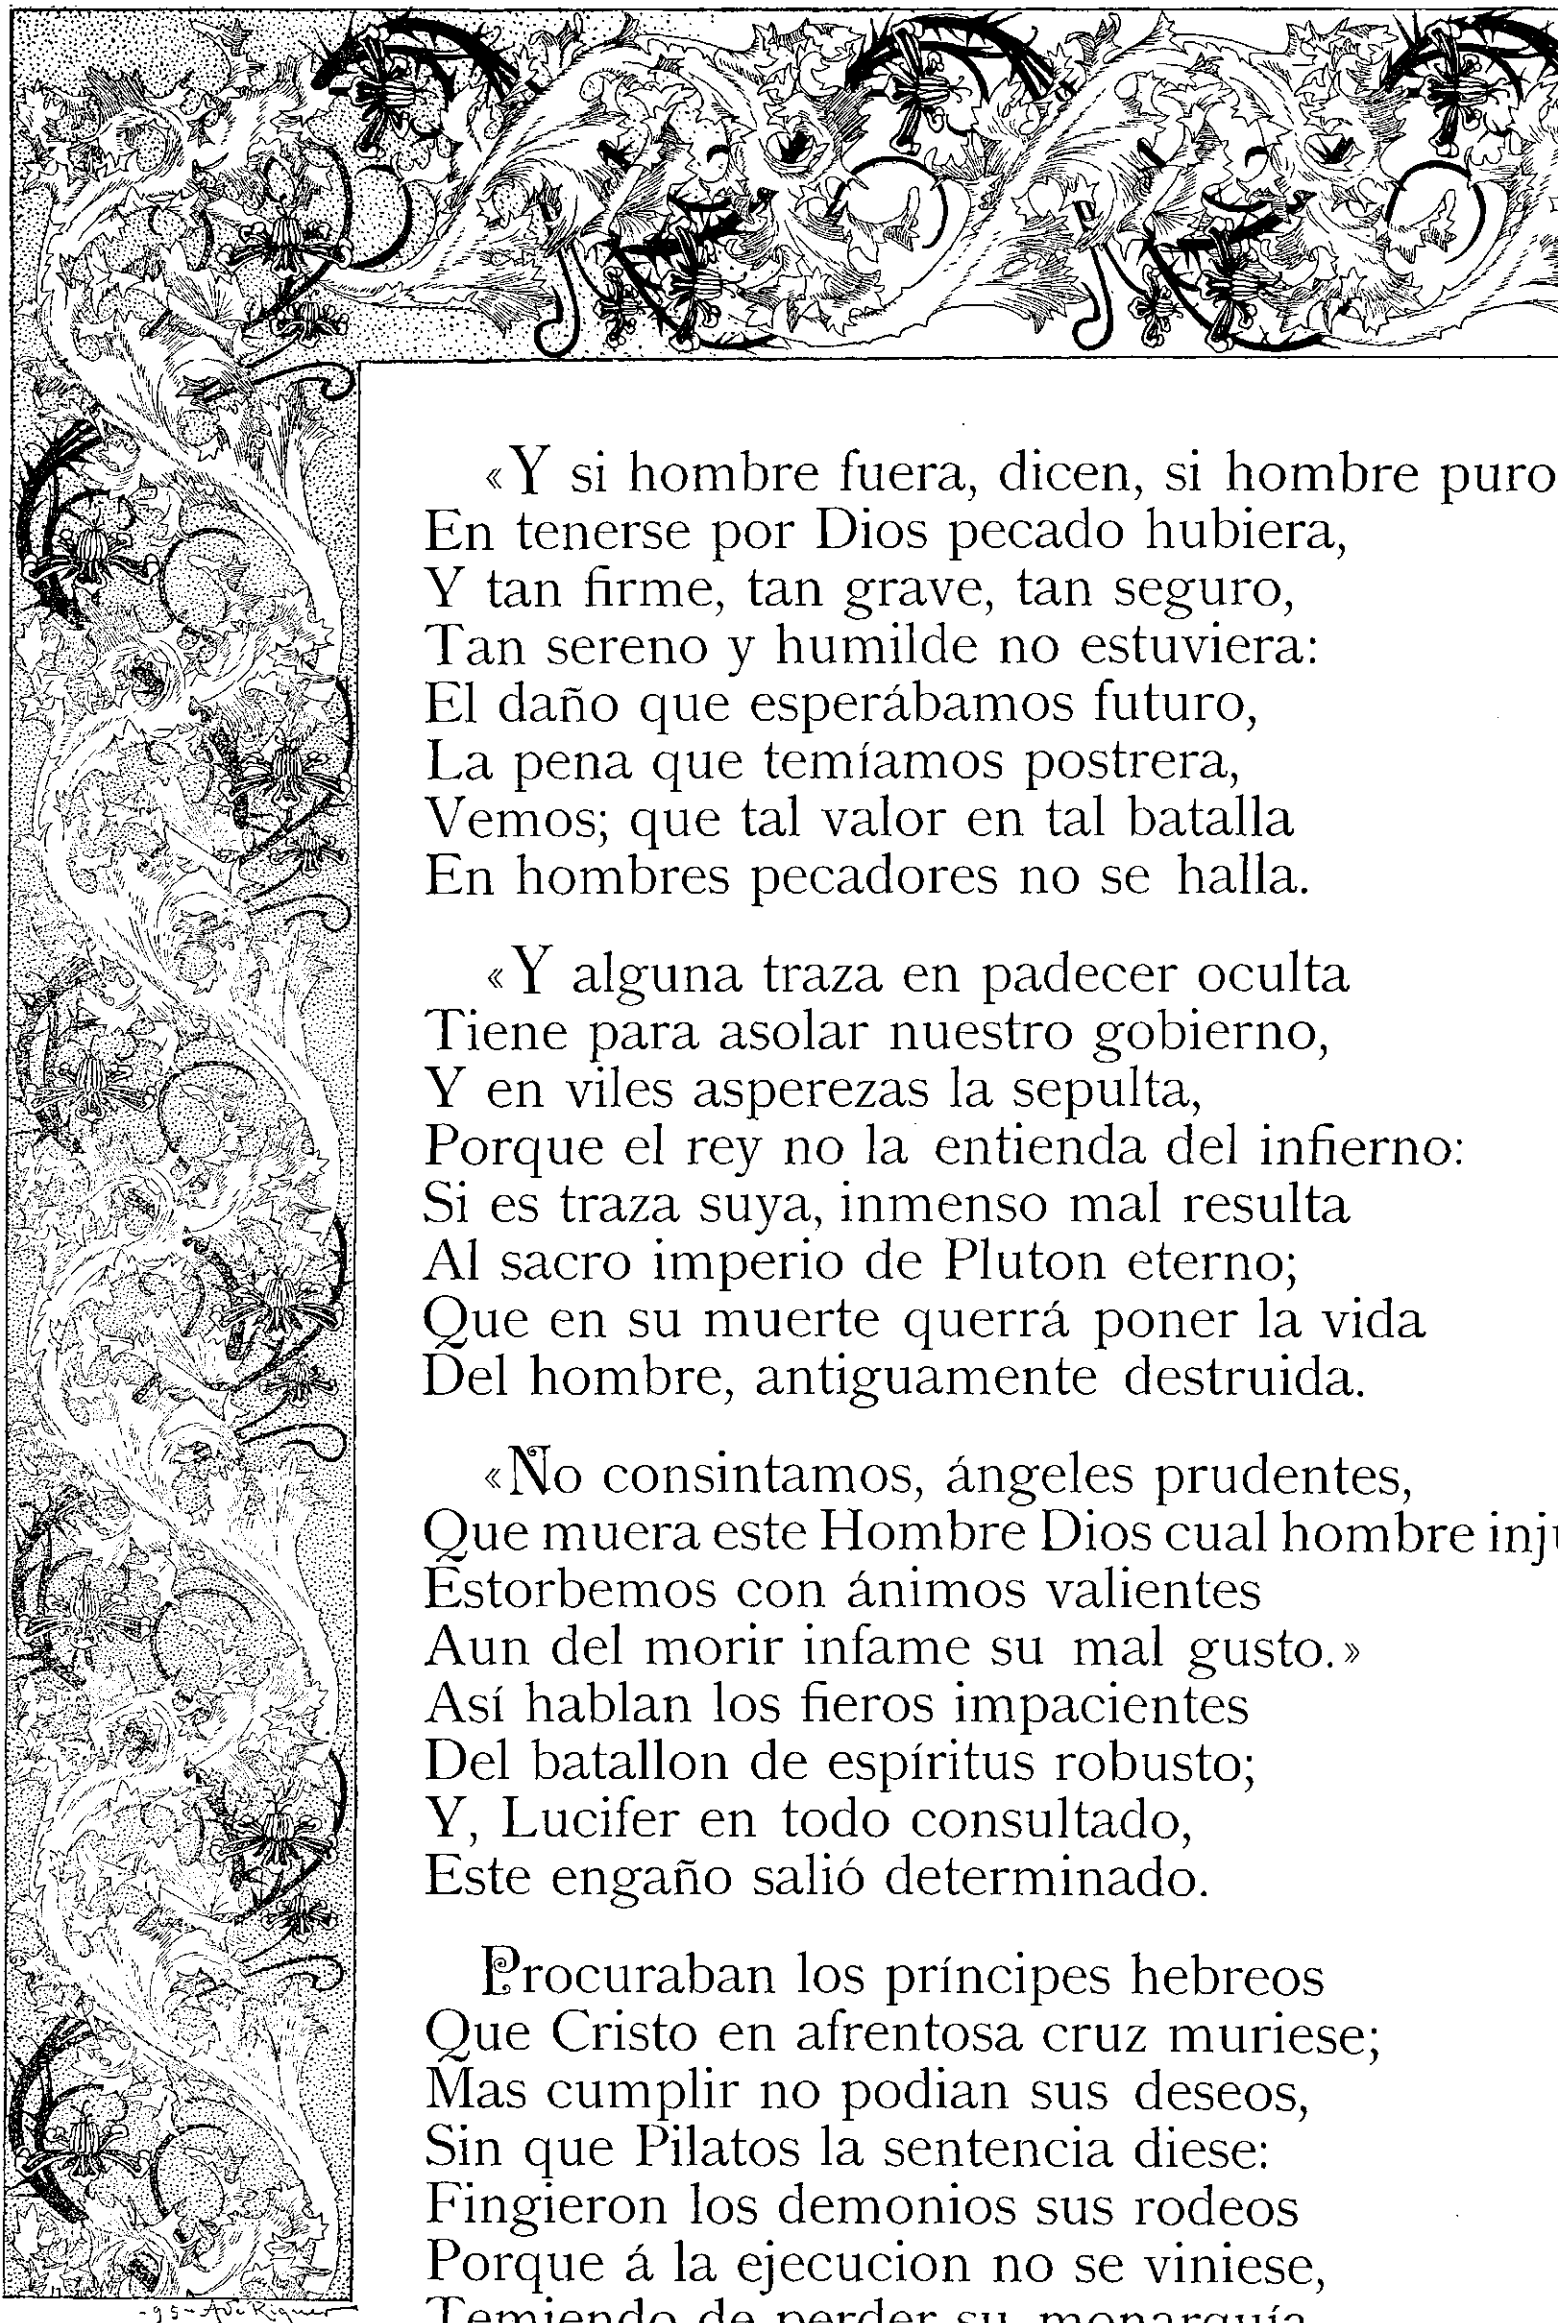 «Y si hombre fuera, dicen, si hombre puro
En tenerse por Dios pecado hubiera,
Y tan firme, tan grave, tan seguro,
Tan sereno y humilde no estuviera:
El daño que esperábamos futuro,
La pena que temíamos postrera,
Vemos; que tal valor en tal batalla
En hombres pecadores no se halla.
«Y alguna traza en padecer oculta
Tiene para asolar nuestro gobierno,
Y en viles asperezas la sepulta,
Porque el rey no la entienda del infierno:
Si es traza suya, inmenso mal resulta
Al sacro imperio de Pluton eterno;
Que en su muerte querrá poner la vida
Del hombre, antiguamente destruida.
«No consintamos, ángeles prudentes,
Que muera este Hombre Dios cual hombre
Estorbemos con ánimos valientes
Aun del morir infame su mal gusto.»
Así hablan los fieros impacientes
Del batallon de espíritus robusto;
Y, Lucifer en todo consultado,
Este engaño salió determinado.
Procuraban los príncipes hebreos
Que Cristo en afrentosa cruz muriese;
Mas cumplir no podian sus deseos,
Sin que Pilatos la sentencia diese:
Fingieron los demonios sus rodeos
Porque á la ejecucion no se viniese,
Temiendo de perder su monarquía
-95- A de Riquer